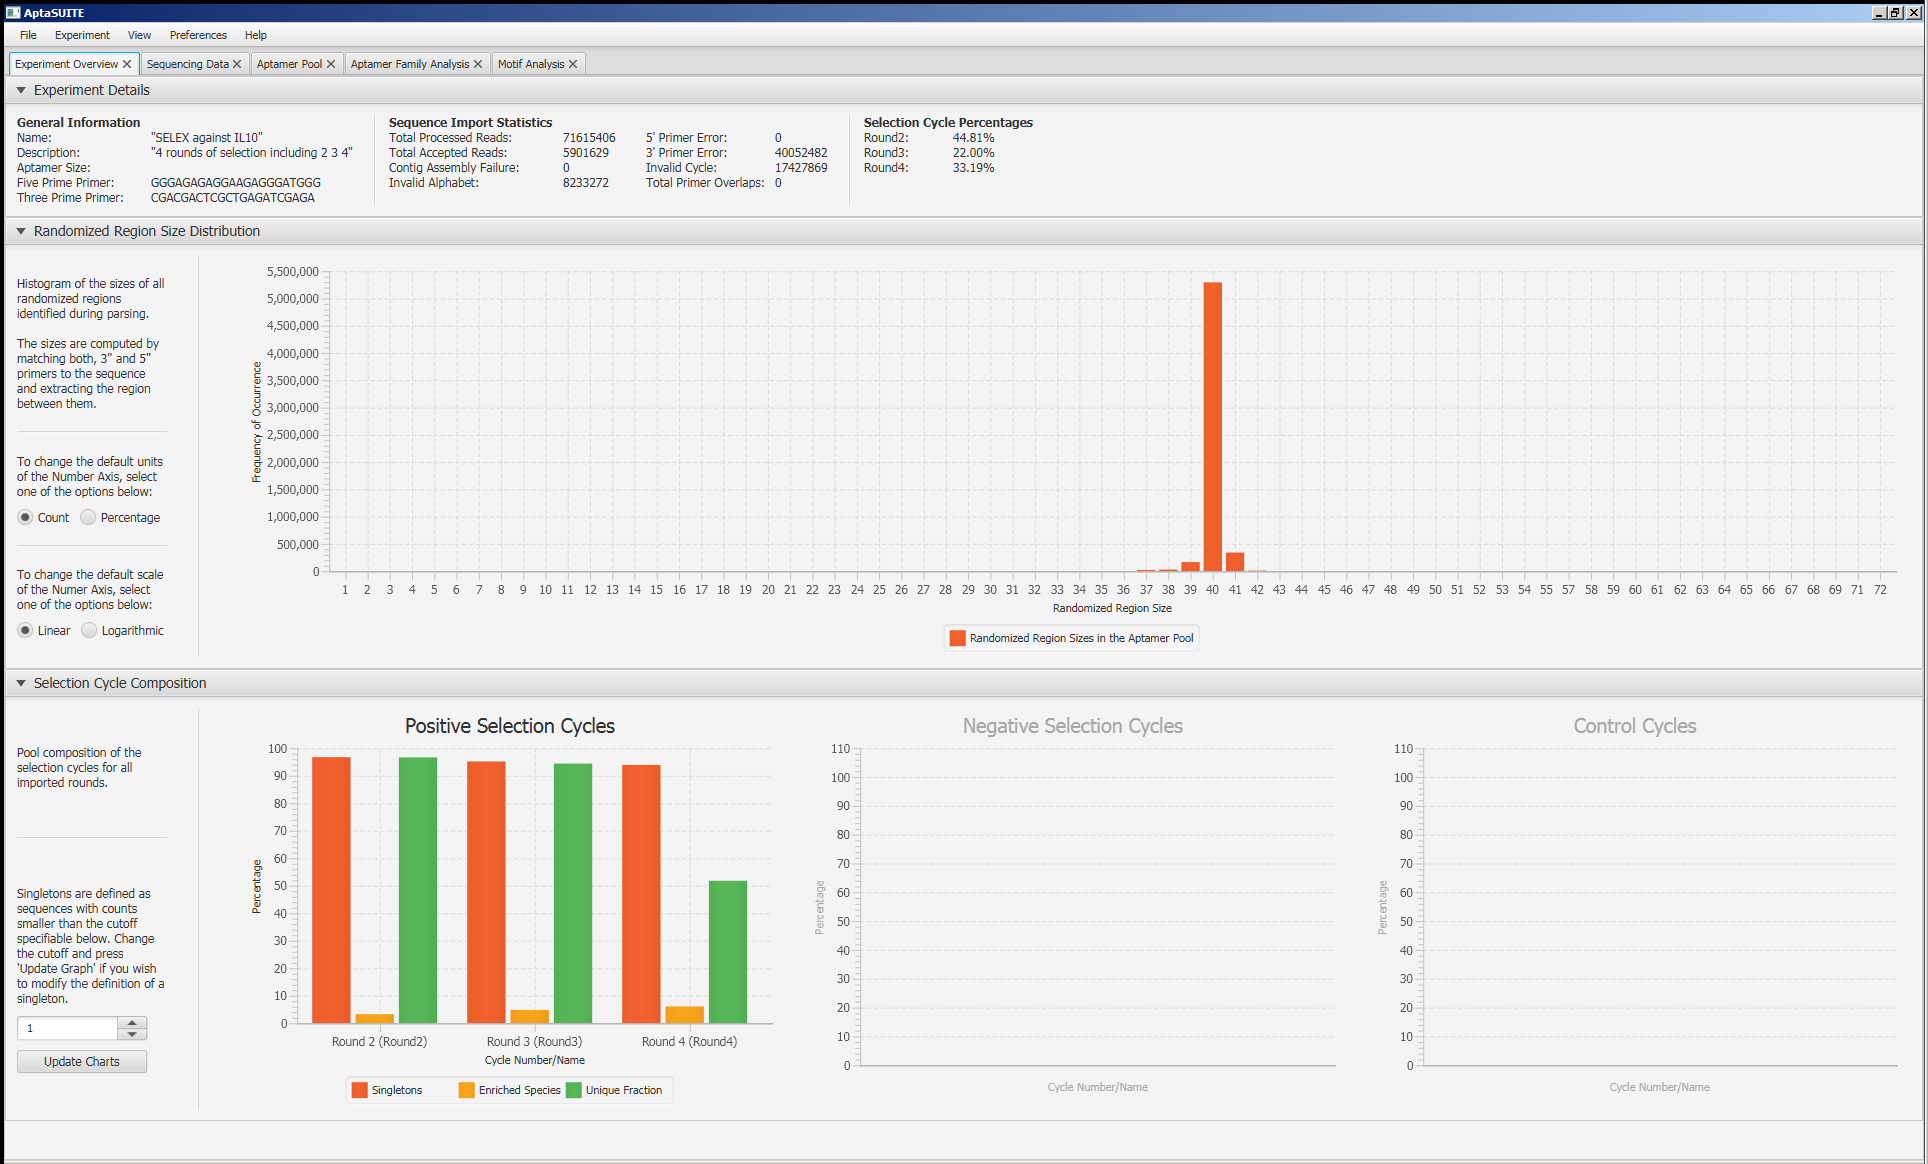 AptaSUITE
File Experiment View Preferences Help
Experiment Overview Sequencing Data Aptamer Pool Aptamer Family Analysis Motif Analysis
Experiment Details
General Information
Name: "SELEX against IL10"
Description: "4 rounds of selection including 2 3 4"
Aptamer Size:
Five Prime Primer: GGGAGAGAGGAAGAGGGATGGG
Three Prime Primer: CGACGACTCGCTGAGATCGAGA
Sequence Import Statistics
Total Processed Reads: 71615406 5' Primer Error: 0
Total Accepted Reads: 5901629 3' Primer Error: 40052482
Contig Assembly Failure: 0 Invalid Cycle: 17427869
Invalid Alphabet: 8233272 Total Primer Overlaps: 0
Selection Cycle Percentages
Round2: 44.81%
Round3: 22.00%
Round4: 33.19%
Randomized Region Size Distribution
Histogram of the sizes of all
randomized regions
identified during parsing.
The sizes are computed by
matching both, 3" and 5"
primers to the sequence
and extracting the region
between them.
To change the default units
of the Number Axis, select
one of the options below:
Count Percentage
To change the default scale
of the Numer Axis, select
one of the options below:
Linear Logarithmic
Frequency of Occurrence
5,500,000
5,000,000
4,500,000
4,000,000
3,500,000
3,000,000
2,500,000
2,000,000
1,500,000
1,000,000
500,000
0
1 2 3 4 5 6 7 8 9 10 11 12 13 14 15 16 17 18 19 20 21 22 23 24 25 26 27 28 29 30 31 32 33 34 35 36 37 38 39 40 41 42 43 44 45 46 47 48 49 50 51 52 53 54 55 56 57 58 59 60 61 62 63 64 65 66 67 68 69 71 72
Randomized Region Size
Randomized Region Sizes in the Aptamer Pool
Selection Cycle Composition
Pool composition of the
selection cycles for all
imported rounds.
Singletons are defined as
sequences with counts
smaller than the cutoff
specifiable below. Change
the cutoff and press
'Update Graph' if you wish
to modify the definition of a
singleton.
1
Update Charts
Positive Selection Cycles
Percentage
100
90
80
70
60
50
40
30
20
10
0
Round 2 (Round2) Round 3 (Round3) Round 4 (Round4)
Cycle Number/Name
Singletons Enriched Species Unique Fraction
Negative Selection Cycles
Percentage
110
100
90
80
70
60
50
40
30
20
10
0
Cycle Number/Name
Control Cycles
Percentage
110
100
90
80
70
60
50
40
30
20
10
0
Cycle Number/Name